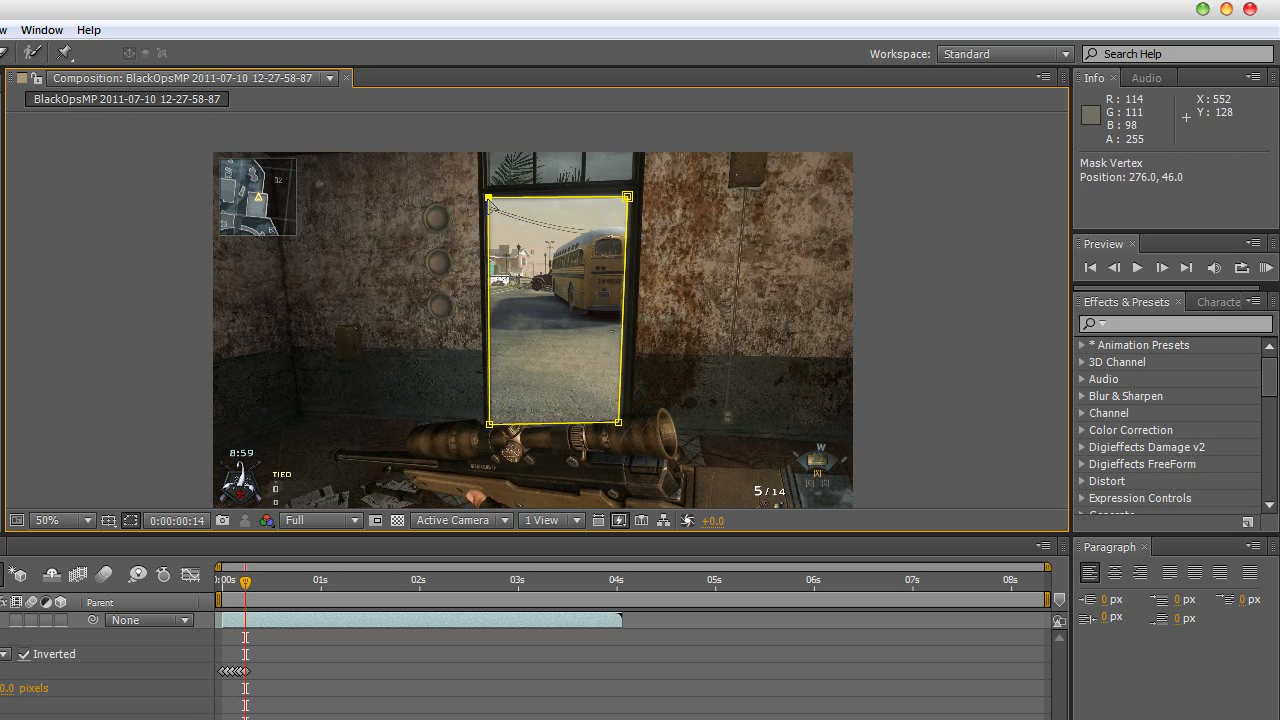 w Window Help
Workspace: Standard Search Help
Composition: BlackOpsMP 2011-07-10 12-27-58-87
BlackOpsMP 2011-07-10 12-27-58-87
Info Audio
R : 114
G : 111
B : 98
A : 255
X : 552
Y : 128
Mask Vertex
Position: 276.0, 46.0
Preview
Effects & Presets Characte
* Animation Presets
3D Channel
Audio
Blur & Sharpen
Channel
Color Correction
Digieffects Damage v2
Digieffects FreeForm
Distort
Expression Controls
8:59
TIED
0
0
W
[X]
5 / 14
50% 0:00:00:14 Full Active Camera 1 View +0.0
Paragraph
0 px 0 px 0 px
0 px 0 px
):00s 01s 02s 03s 04s 05s 06s 07s 08s
Parent
None
Inverted
0.0 pixels